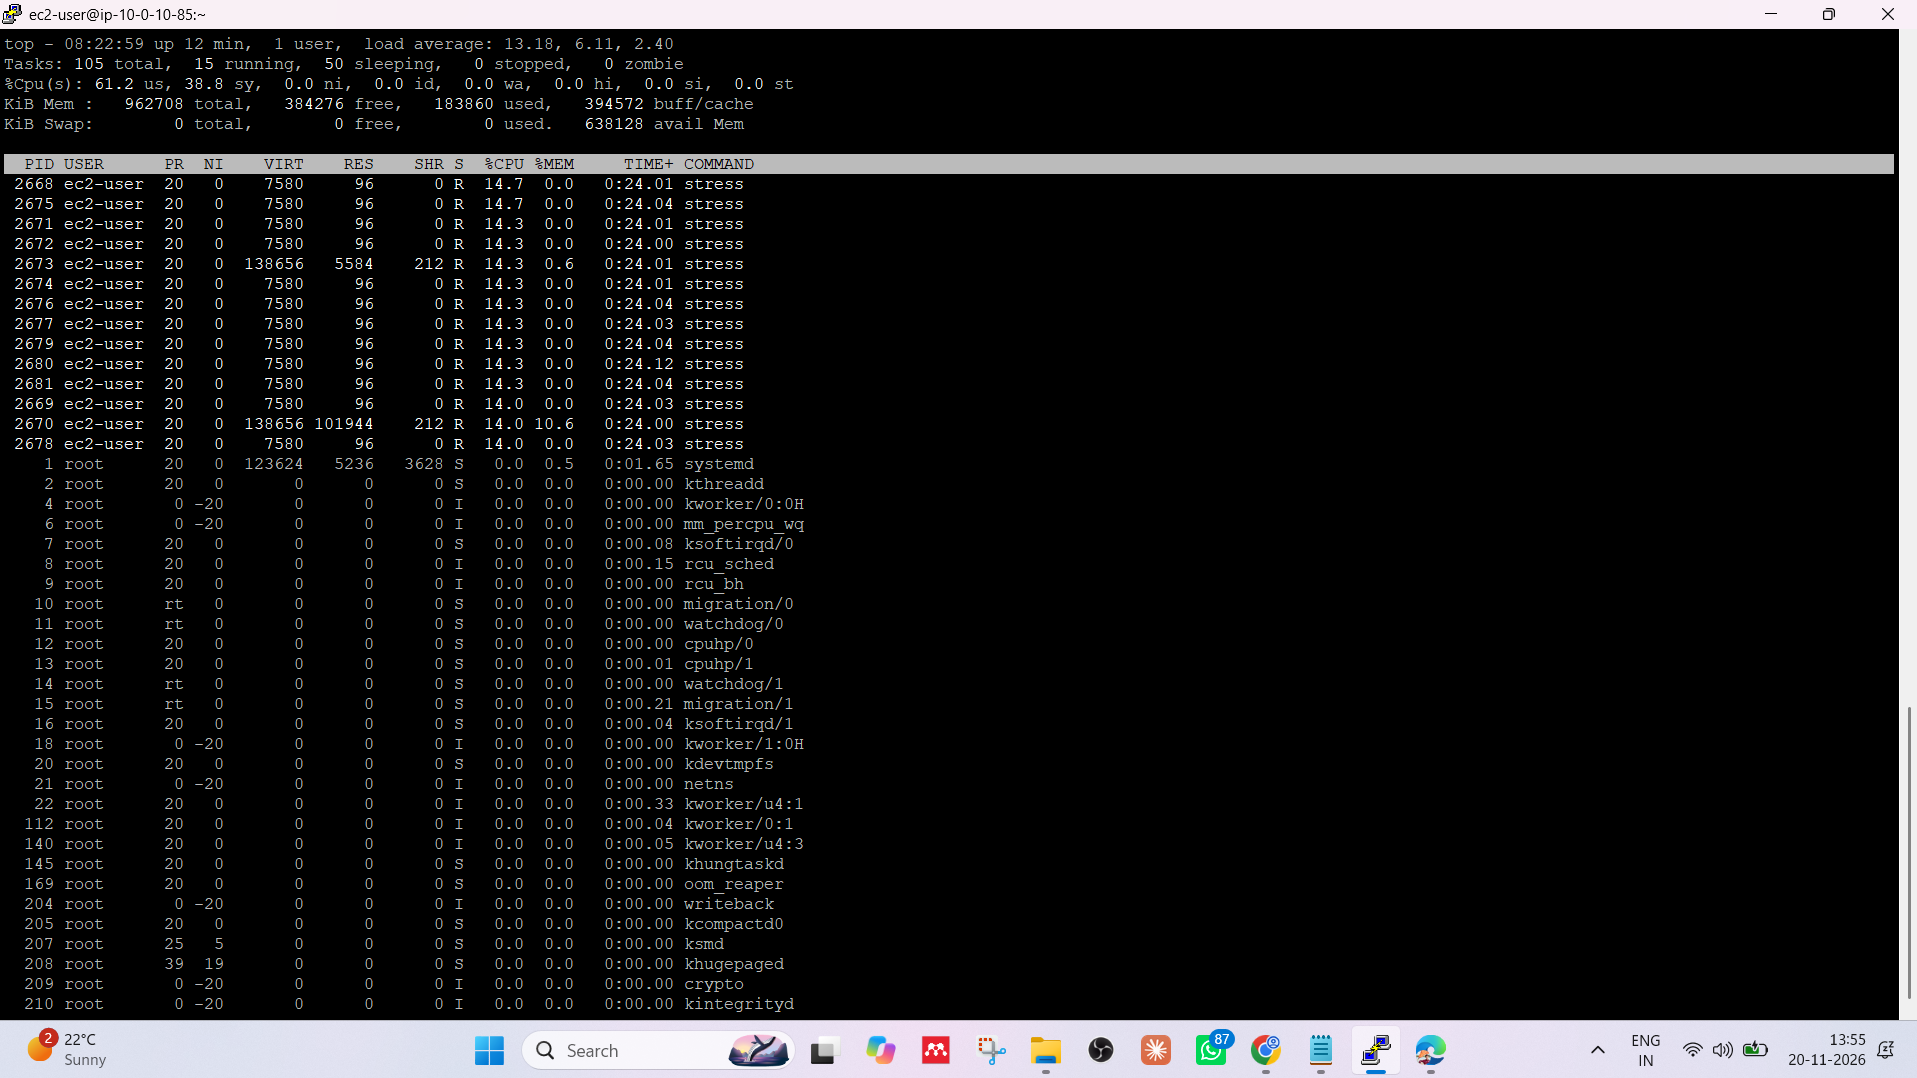 ec2-user@ip-10-0-10-85:~
top - 08:22:59 up 12 min,  1 user,  load average: 13.18, 6.11, 2.40
Tasks: 105 total,  15 running,  50 sleeping,   0 stopped,   0 zombie
%Cpu(s): 61.2 us, 38.8 sy,  0.0 ni,  0.0 id,  0.0 wa,  0.0 hi,  0.0 si,  0.0 st
KiB Mem :   962708 total,   384276 free,   183860 used,   394572 buff/cache
KiB Swap:        0 total,        0 free,        0 used.   638128 avail Mem
PID USER      PR  NI    VIRT    RES    SHR S  %CPU %MEM     TIME+ COMMAND
2668 ec2-user  20   0    7580     96      0 R  14.7  0.0   0:24.01 stress
2675 ec2-user  20   0    7580     96      0 R  14.7  0.0   0:24.04 stress
2671 ec2-user  20   0    7580     96      0 R  14.3  0.0   0:24.01 stress
2672 ec2-user  20   0    7580     96      0 R  14.3  0.0   0:24.00 stress
2673 ec2-user  20   0  138656   5584    212 R  14.3  0.6   0:24.01 stress
2674 ec2-user  20   0    7580     96      0 R  14.3  0.0   0:24.01 stress
2676 ec2-user  20   0    7580     96      0 R  14.3  0.0   0:24.04 stress
2677 ec2-user  20   0    7580     96      0 R  14.3  0.0   0:24.03 stress
2679 ec2-user  20   0    7580     96      0 R  14.3  0.0   0:24.04 stress
2680 ec2-user  20   0    7580     96      0 R  14.3  0.0   0:24.12 stress
2681 ec2-user  20   0    7580     96      0 R  14.3  0.0   0:24.04 stress
2669 ec2-user  20   0    7580     96      0 R  14.0  0.0   0:24.03 stress
2670 ec2-user  20   0  138656 101944    212 R  14.0 10.6   0:24.00 stress
2678 ec2-user  20   0    7580     96      0 R  14.0  0.0   0:24.03 stress
1 root      20   0  123624   5236   3628 S   0.0  0.5   0:01.65 systemd
2 root      20   0       0      0      0 S   0.0  0.0   0:00.00 kthreadd
4 root       0 -20       0      0      0 I   0.0  0.0   0:00.00 kworker/0:0H
6 root       0 -20       0      0      0 I   0.0  0.0   0:00.00 mm_percpu_wq
7 root      20   0       0      0      0 S   0.0  0.0   0:00.08 ksoftirqd/0
8 root      20   0       0      0      0 I   0.0  0.0   0:00.15 rcu_sched
9 root      20   0       0      0      0 I   0.0  0.0   0:00.00 rcu_bh
10 root      rt   0       0      0      0 S   0.0  0.0   0:00.00 migration/0
11 root      rt   0       0      0      0 S   0.0  0.0   0:00.00 watchdog/0
12 root      20   0       0      0      0 S   0.0  0.0   0:00.00 cpuhp/0
13 root      20   0       0      0      0 S   0.0  0.0   0:00.01 cpuhp/1
14 root      rt   0       0      0      0 S   0.0  0.0   0:00.00 watchdog/1
15 root      rt   0       0      0      0 S   0.0  0.0   0:00.21 migration/1
16 root      20   0       0      0      0 S   0.0  0.0   0:00.04 ksoftirqd/1
18 root       0 -20       0      0      0 I   0.0  0.0   0:00.00 kworker/1:0H
20 root      20   0       0      0      0 S   0.0  0.0   0:00.00 kdevtmpfs
21 root       0 -20       0      0      0 I   0.0  0.0   0:00.00 netns
22 root      20   0       0      0      0 I   0.0  0.0   0:00.33 kworker/u4:1
112 root      20   0       0      0      0 I   0.0  0.0   0:00.04 kworker/0:1
140 root      20   0       0      0      0 I   0.0  0.0   0:00.05 kworker/u4:3
145 root      20   0       0      0      0 S   0.0  0.0   0:00.00 khungtaskd
169 root      20   0       0      0      0 S   0.0  0.0   0:00.00 oom_reaper
204 root       0 -20       0      0      0 I   0.0  0.0   0:00.00 writeback
205 root      20   0       0      0      0 S   0.0  0.0   0:00.00 kcompactd0
207 root      25   5       0      0      0 S   0.0  0.0   0:00.00 ksmd
208 root      39  19       0      0      0 S   0.0  0.0   0:00.00 khugepaged
209 root       0 -20       0      0      0 I   0.0  0.0   0:00.00 crypto
210 root       0 -20       0      0      0 I   0.0  0.0   0:00.00 kintegrityd
2
22°C
Sunny
Search
87
ENG
IN
13:55
20-11-2026